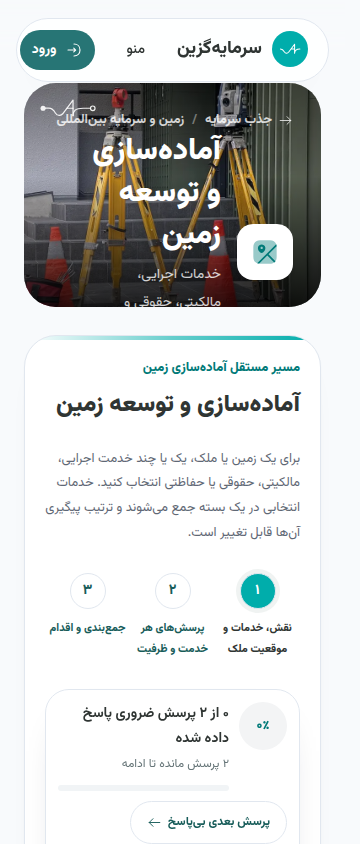 سرمایه‌گزین
منو
ورود
جذب سرمایه / زمین و سرمایه بین‌المللی
آماده‌سازی
و توسعه
زمین
خدمات اجرایی،
مالکیتی، حقوقی و
مسیر مستقل آماده‌سازی زمین
آماده‌سازی و توسعه زمین
برای یک زمین یا ملک، یک یا چند خدمت اجرایی،
مالکیتی، حقوقی یا حفاظتی انتخاب کنید. خدمات
انتخابی در یک بسته جمع می‌شوند و ترتیب پیگیری
آن‌ها قابل تغییر است.
۱
نقش، خدمات و
موقعیت ملک
۲
پرسش‌های هر
خدمت و ظرفیت
۳
جمع‌بندی و اقدام
۰٪
۰ از ۲ پرسش ضروری پاسخ
داده شده
۲ پرسش مانده تا ادامه
پرسش بعدی بی‌پاسخ